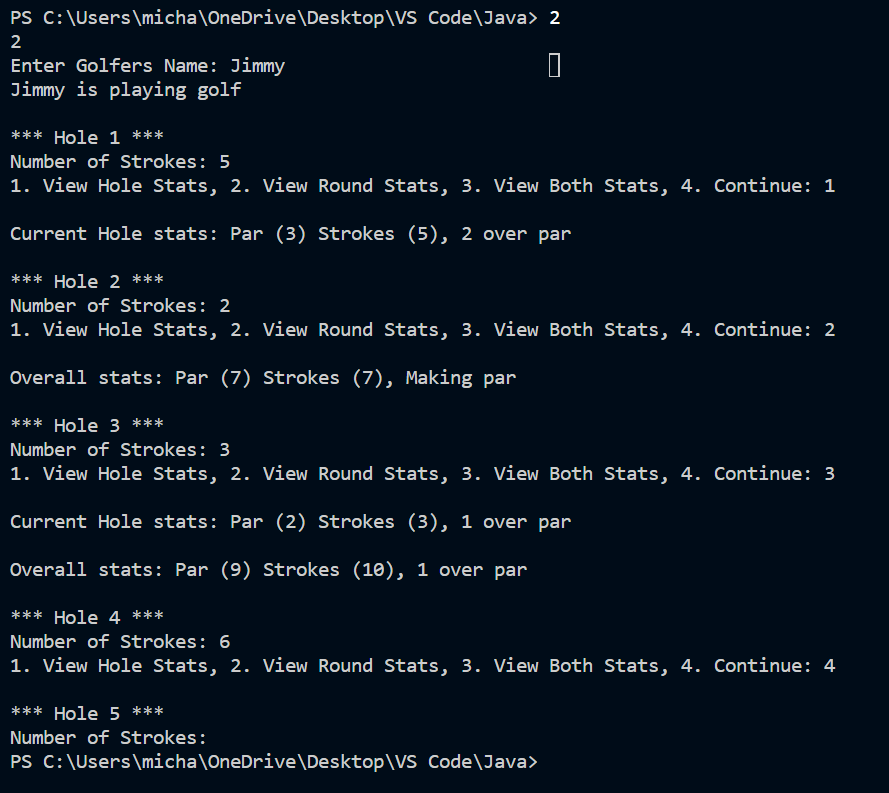 PS C:\Users\micha\OneDrive\Desktop\VS Code\Java> 2
2
Enter Golfers Name: Jimmy
Jimmy is playing golf
*** Hole 1 ***
Number of Strokes: 5
1. View Hole Stats, 2. View Round Stats, 3. View Both Stats, 4. Continue: 1
Current Hole stats: Par (3) Strokes (5), 2 over par
*** Hole 2 ***
Number of Strokes: 2
1. View Hole Stats, 2. View Round Stats, 3. View Both Stats, 4. Continue: 2
Overall stats: Par (7) Strokes (7), Making par
*** Hole 3 ***
Number of Strokes: 3
1. View Hole Stats, 2. View Round Stats, 3. View Both Stats, 4. Continue: 3
Current Hole stats: Par (2) Strokes (3), 1 over par
Overall stats: Par (9) Strokes (10), 1 over par
*** Hole 4 ***
Number of Strokes: 6
1. View Hole Stats, 2. View Round Stats, 3. View Both Stats, 4. Continue: 4
*** Hole 5 ***
Number of Strokes:
PS C:\Users\micha\OneDrive\Desktop\VS Code\Java>